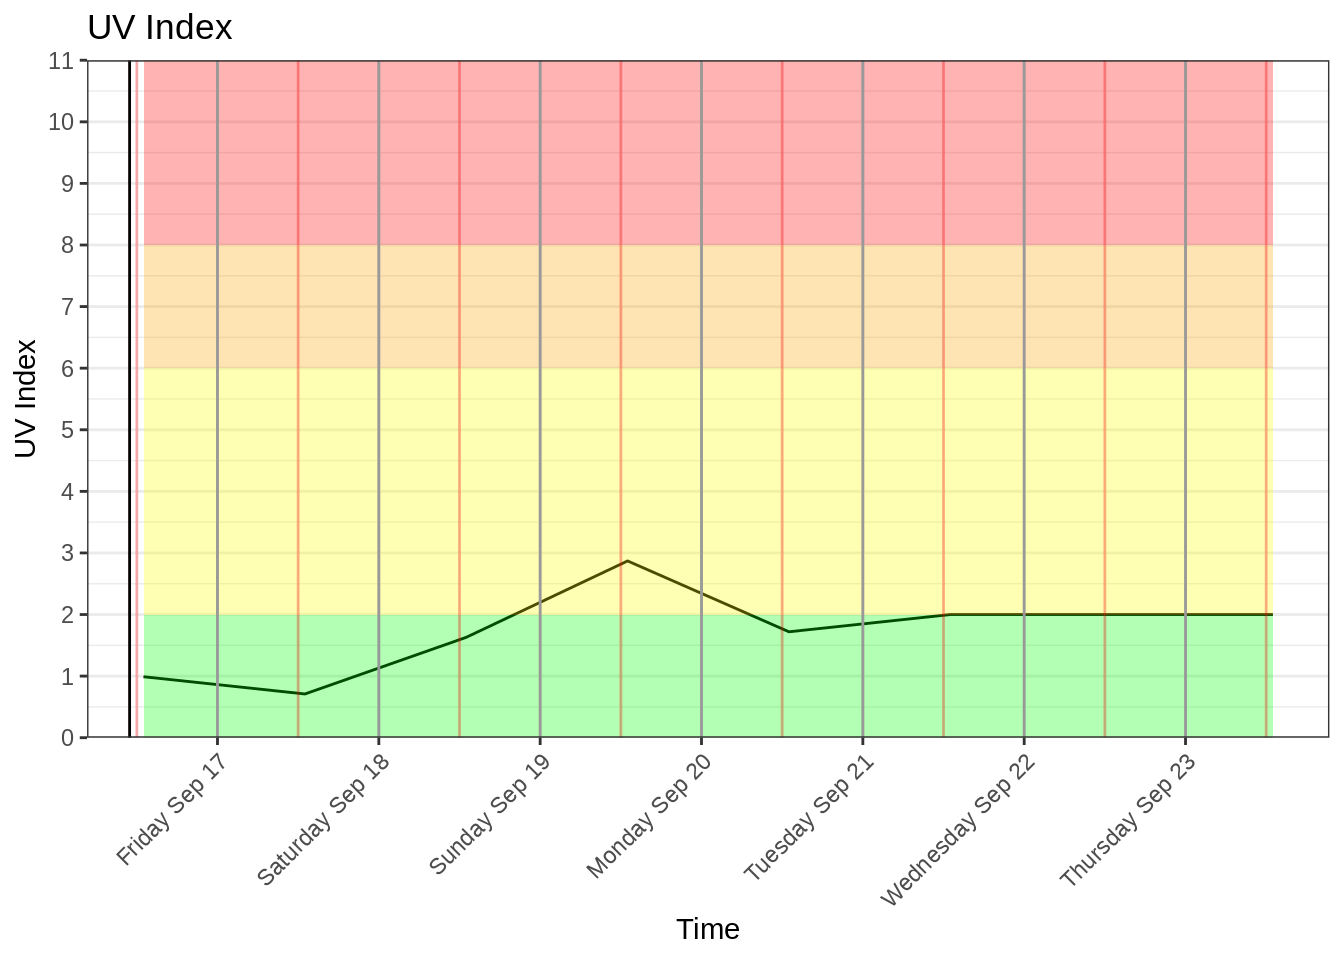 UV Index
11
10
9
8
7
6
5
4
3
2
1
0
UV Index
Friday Sep 17
Saturday Sep 18
Sunday Sep 19
Monday Sep 20
Tuesday Sep 21
Wednesday Sep 22
Thursday Sep 23
Time